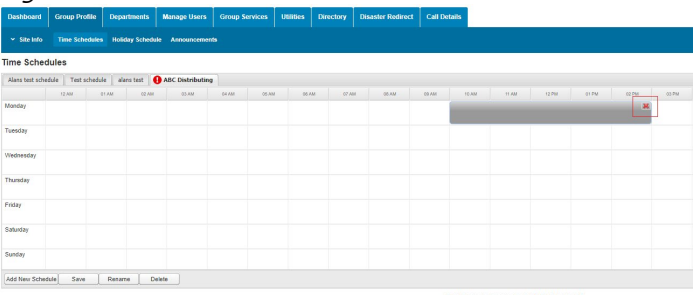 Dashboard Group Profile Departments Manage Users Group Services Utilities Directory Disaster Redirect Call Details
Site Info Time Schedules Holiday Schedule Announcements
Time Schedules
Alans test schedule Test schedule alans test ABC Distributing
12 AM 01 AM 02 AM 03 AM 04 AM 05 AM 06 AM 07 AM 08 AM 09 AM 10 AM 11 AM 12 PM 01 PM 02 PM 03 PM
Monday
Tuesday
Wednesday
Thursday
Friday
Saturday
Sunday
Add New Schedule Save Rename Delete